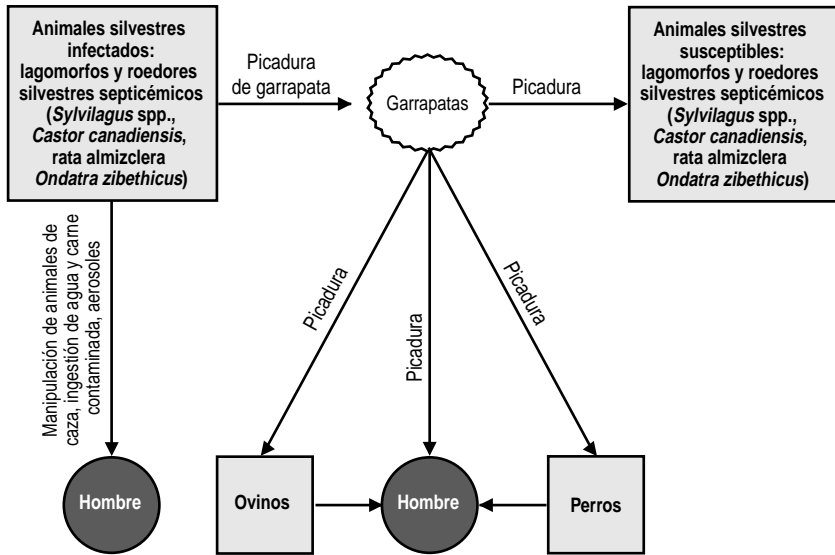 Animales silvestres
infectados:
lagomorfos y roedores
silvestres septicémicos
(Sylvilagus spp.,
Castor canadiensis,
rata almizclera
Ondatra zibethicus)
Picadura
de garrapata
Garrapatas
Picadura
Animales silvestres
susceptibles:
lagomorfos y roedores
silvestres septicémicos
(Sylvilagus spp.,
Castor canadiensis,
rata almizclera
Ondatra zibethicus)
Manipulación de animales de
caza, ingestión de agua y carne
contaminada, aerosoles
Picadura
Picadura
Picadura
Hombre
Ovinos
Hombre
Perros